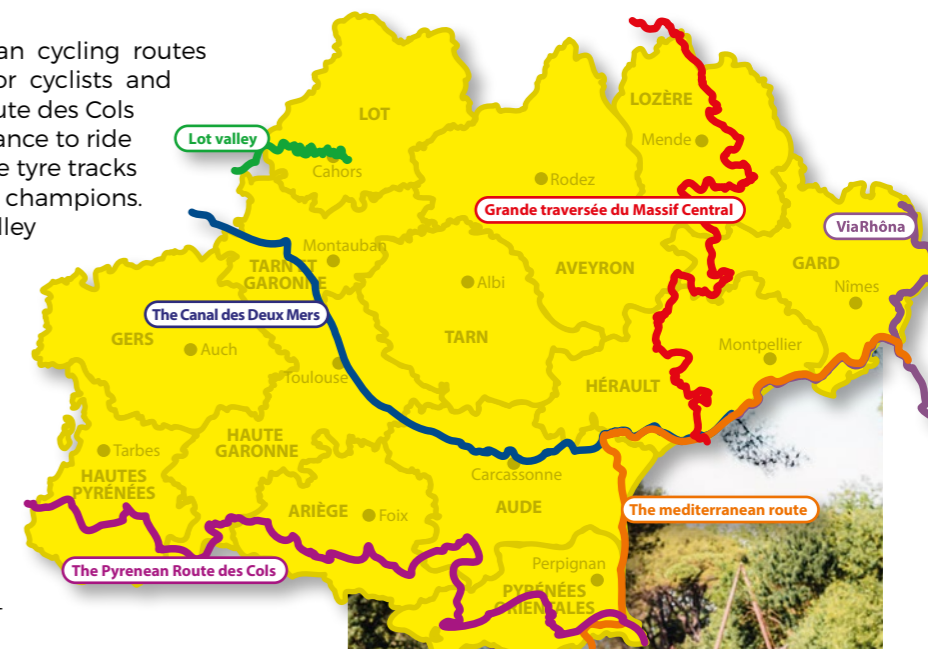 an cycling routes
or cyclists and
ute des Cols
ance to ride
e tyre tracks
champions.
lley
LOT
LOZÈRE
Lot valley
Mende
Cahors
Rodez
Grande traversée du Massif Central
ViaRhôna
Montauban
TARN ET
GARONNE
AVEYRON
GARD
Albi
Nîmes
The Canal des Deux Mers
GERS
TARN
Auch
Montpellier
Toulouse
HÉRAULT
HAUTE
GARONNE
Tarbes
Carcassonne
HAUTES
PYRÉNÉES
ARIÈGE
Foix
AUDE
The mediterranean route
Perpignan
The Pyrenean Route des Cols
PYRÉNÉES
ORIENTALES